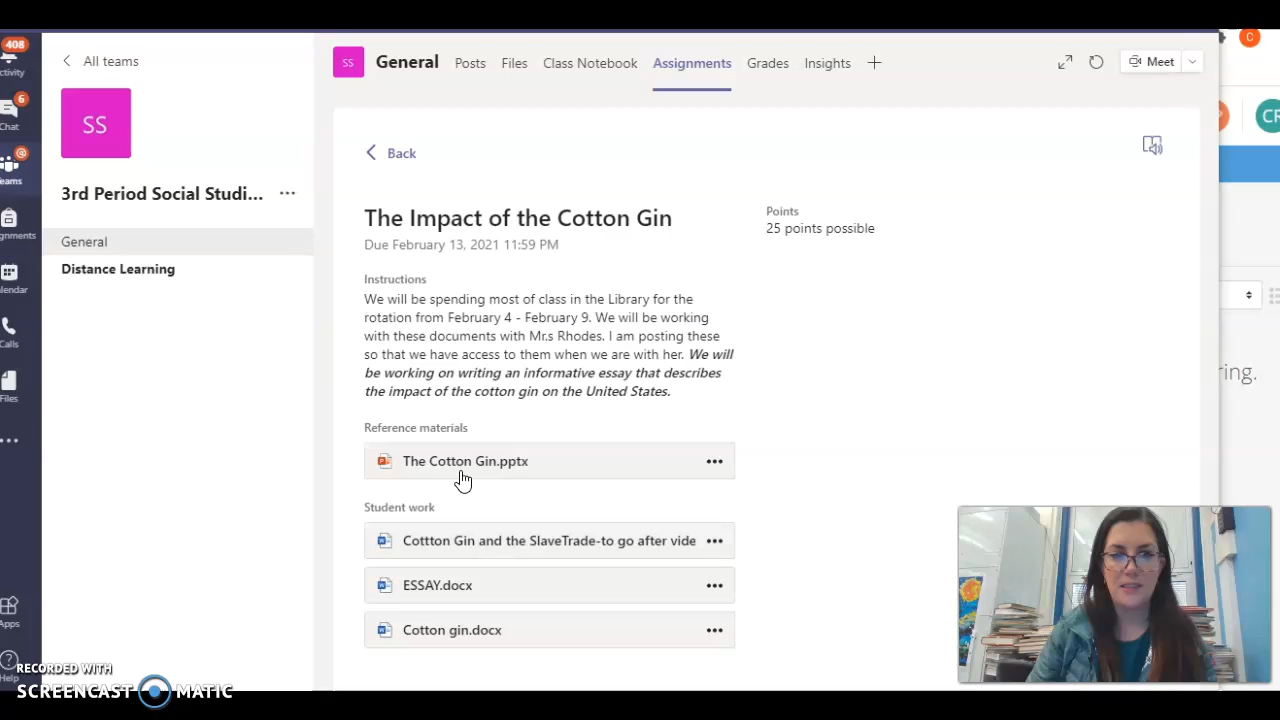 408
ctivity
6
Chat
@
eams
ignments
lendar
Calls
Files
Apps
Help
All teams
SS
3rd Period Social Studi...
General
Distance Learning
SS
General
Posts
Files
Class Notebook
Assignments
Grades
Insights
Meet
C
CR
Back
The Impact of the Cotton Gin
Due February 13, 2021 11:59 PM
Points
25 points possible
Instructions
We will be spending most of class in the Library for the
rotation from February 4 - February 9. We will be working
with these documents with Mr.s Rhodes. I am posting these
so that we have access to them when we are with her. We will
be working on writing an informative essay that describes
the impact of the cotton gin on the United States.
ring.
Reference materials
The Cotton Gin.pptx
Student work
Cottton Gin and the SlaveTrade-to go after vide
ESSAY.docx
Cotton gin.docx
RECORDED WITH
SCREENCAST MATIC